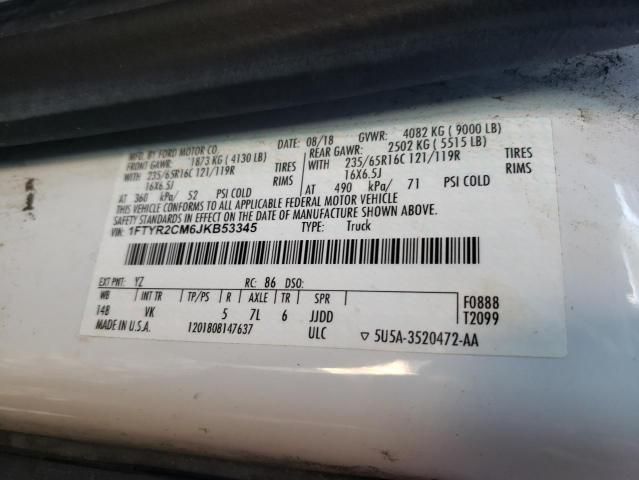 MFD. BY FORD MOTOR CO. DATE: 08/18 GVWR: 4082 KG ( 9000 LB)
FRONT GAWR: 1873 KG ( 4130 LB) REAR GAWR: 2502 KG ( 5515 LB)
WITH 235/65R16C 121/119R TIRES WITH 235/65R16C 121/119R TIRES
16X6.5J RIMS 16X6.5J RIMS
AT 360 kPa/ 52 PSI COLD AT 490 kPa/ 71 PSI COLD
THIS VEHICLE CONFORMS TO ALL APPLICABLE FEDERAL MOTOR VEHICLE
SAFETY STANDARDS IN EFFECT ON THE DATE OF MANUFACTURE SHOWN ABOVE.
VIN: 1FTYR2CM6JKB53345 TYPE: Truck
EXT PNT: YZ RC: 86 DSO:
WB INT TR TP/PS R AXLE TR SPR F0888
148 VK 5 7L 6 JJDD T2099
MADE IN U.S.A. 1201808147637 ULC ▽ 5U5A-3520472-AA